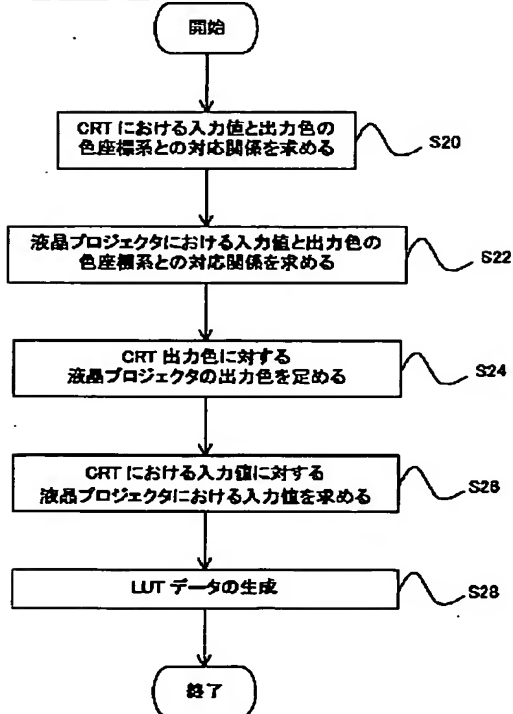 開始
CRT における入力値と出力色の
色座標系との対応関係を求める
S20
液晶プロジェクタにおける入力値と出力色の
色座標系との対応関係を求める
S22
CRT 出力色に対する
液晶プロジェクタの出力色を定める
S24
CRT における入力値に対する
液晶プロジェクタにおける入力値を求める
S26
LUT データの生成
S28
終了